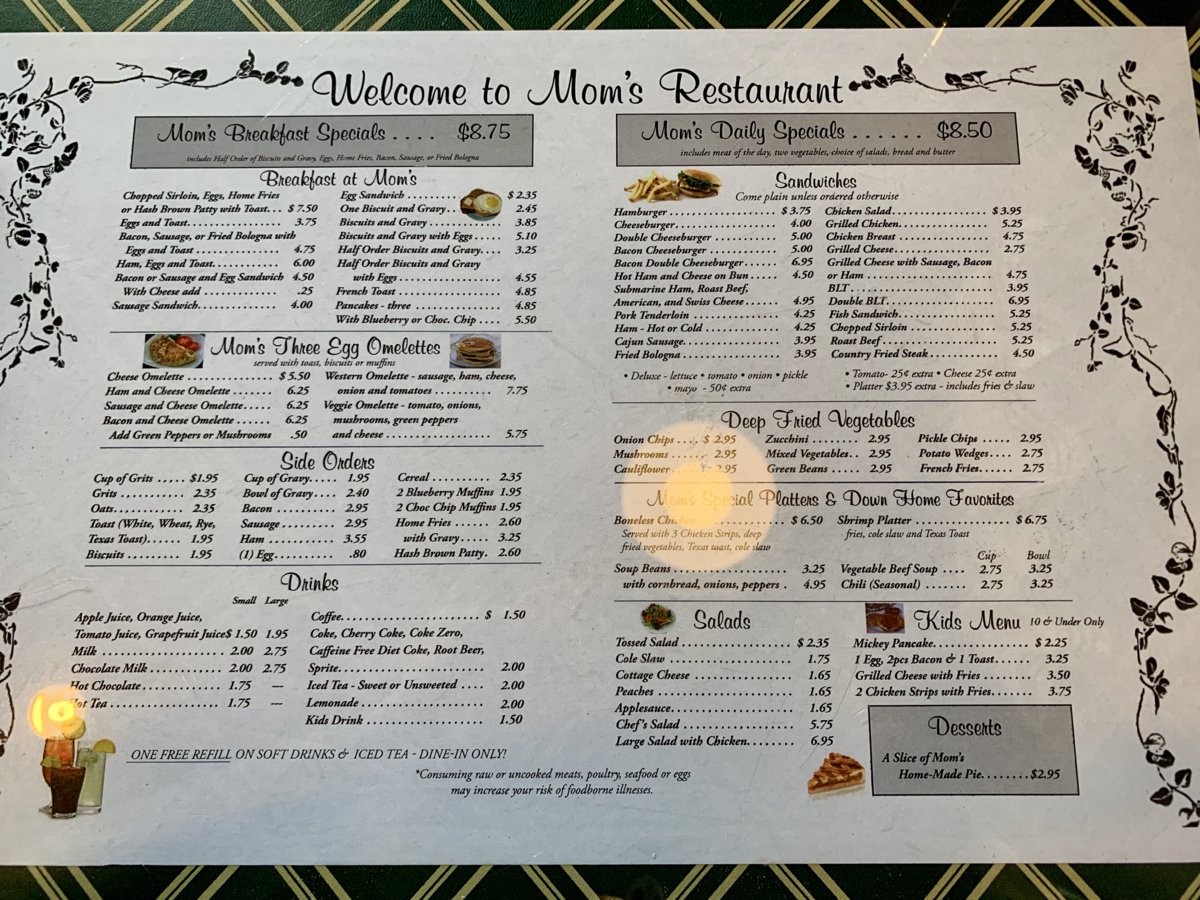 Welcome to Mom's Restaurant
Mom's Breakfast Specials . . . . $8.75
includes Half Order of Biscuits and Gravy, Eggs, Home Fries, Bacon, Sausage, or Fried Bologna
Breakfast at Mom's
Chopped Sirloin, Eggs, Home Fries
or Hash Brown Patty with Toast... $ 7.50
Eggs and Toast................... 3.75
Bacon, Sausage, or Fried Bologna with
Eggs and Toad ................. 4.75
Ham, Eggs and Toast............. 6.00
Bacon or Sausage and Egg Sandwich 4.50
With Cheese add ............... .25
Sausage Sandwich................ 4.00
Egg Sandwich .......... $ 2.35
One Biscuit and Gravy.. 2.45
Biscuits and Gravy ............ 3.85
Biscuits and Gravy with Eggs .... 5.10
Half Order Biscuits and Gravy.... 3.25
Half Order Biscuits and Gravy
with Eggs .................... 4.55
French Toast .................. 4.85
Pancakes - three ............... 4.85
With Blueberry or Choc. Chip .... 5.50
Mom's Three Egg Omelettes
served with toast, biscuits or muffins
Cheese Omelette ............... $ 5.50
Ham and Cheese Omelette ....... 6.25
Sausage and Cheese Omelette..... 6.25
Bacon and Cheese Omelette ...... 6.25
Add Green Peppers or Mushrooms .50
Western Omelette - sausage, ham, cheese,
onion and tomatoes .......... 7.75
Veggie Omelette - tomato, onions,
mushrooms, green peppers
and cheese .................. 5.75
Side Orders
Cup of Grits ..... $1.95
Grits ............ 2.35
Oats.............. 2.35
Toast (White, Wheat, Rye,
Texas Toast)...... 1.95
Biscuits ......... 1.95
Cup of Gravy..... 1.95
Bowl of Gravy.... 2.40
Bacon .......... 2.95
Sausage ........ 2.95
Ham ........... 3.55
(1) Egg.......... .80
Cereal .......... 2.35
2 Blueberry Muffins 1.95
2 Choc Chip Muffins 1.95
Home Fries ..... 2.60
with Gravy..... 3.25
Hash Brown Patty. 2.60
Drinks
Small Large
Apple Juice, Orange Juice,
Tomato Juice, Grapefruit Juice$ 1.50 1.95
Milk ................... 2.00 2.75
Chocolate Milk ........... 2.00 2.75
Hot Chocolate ............ 1.75 ---
Hot Tea .................. 1.75 ---
Coffee..................... $ 1.50
Coke, Cherry Coke, Coke Zero,
Caffeine Free Diet Coke, Root Beer,
Sprite..................... 2.00
Iced Tea - Sweet or Unsweeted .... 2.00
Lemonade ................... 2.00
Kids Drink .................. 1.50
ONE FREE REFILL ON SOFT DRINKS & ICED TEA - DINE-IN ONLY!
*Consuming raw or uncooked meats, poultry, seafood or eggs
may increase your risk of foodborne illnesses.
Mom's Daily Specials . . . . . . $8.50
includes meat of the day, two vegetables, choice of salads, bread and butter
Sandwiches
Come plain unless ordered otherwise
Hamburger ................. $ 3.75
Cheeseburger............... 4.00
Double Cheeseburger ........ 5.00
Bacon Cheeseburger ......... 5.00
Bacon Double Cheeseburger.... 6.95
Hot Ham and Cheese on Bun .... 4.50
Submarine Ham, Roast Beef,
American, and Swiss Cheese...... 4.95
Pork Tenderloin ............ 4.25
Ham - Hot or Cold .......... 4.25
Cajun Sausage.............. 3.95
Fried Bologna .............. 3.95
Chicken Salad................ $ 3.95
Grilled Chicken.............. 5.25
Chicken Breast .............. 4.75
Grilled Cheese .............. 2.75
Grilled Cheese with Sausage, Bacon
or Ham .................... 4.75
BLT....................... 3.95
Double BLT................. 6.95
Fish Sandwich............... 5.25
Chopped Sirloin ............. 5.25
Roast Beef.................. 5.25
Country Fried Steak .......... 4.50
• Deluxe - lettuce • tomato • onion • pickle
• mayo - 50¢ extra
• Tomato- 25¢ extra • Cheese 25¢ extra
• Platter $3.95 extra - includes fries & slaw
Deep Fried Vegetables
Onion Chips .... $ 2.95
Mushrooms ...... 2.95
Cauliflower ..... 2.95
Zucchini ........ 2.95
Mixed Vegetables.. 2.95
Green Beans ..... 2.95
Pickle Chips ..... 2.95
Potato Wedges.... 2.75
French Fries..... 2.75
Mom's Special Platters & Down Home Favorites
Boneless Chicken ............ $ 6.50
Served with 3 Chicken Strips, deep
fried vegetables, Texas toast, cole slaw
Shrimp Platter ................ $ 6.75
fries, cole slaw and Texas Toast
Soup Beans .................. 3.25
with cornbread, onions, peppers . 4.95
Cup Bowl
Vegetable Beef Soup .... 2.75 3.25
Chili (Seasonal) ....... 2.75 3.25
Salads
Tossed Salad .................. $ 2.35
Cole Slaw .................... 1.75
Cottage Cheese ................ 1.65
Peaches ...................... 1.65
Applesauce.................... 1.65
Chef's Salad .................. 5.75
Large Salad with Chicken........ 6.95
Kids Menu 10 & Under Only
Mickey Pancake............... $ 2.25
1 Egg, 2pcs Bacon & 1 Toast...... 3.25
Grilled Cheese with Fries ....... 3.50
2 Chicken Strips with Fries....... 3.75
Desserts
A Slice of Mom's
Home-Made Pie........$2.95